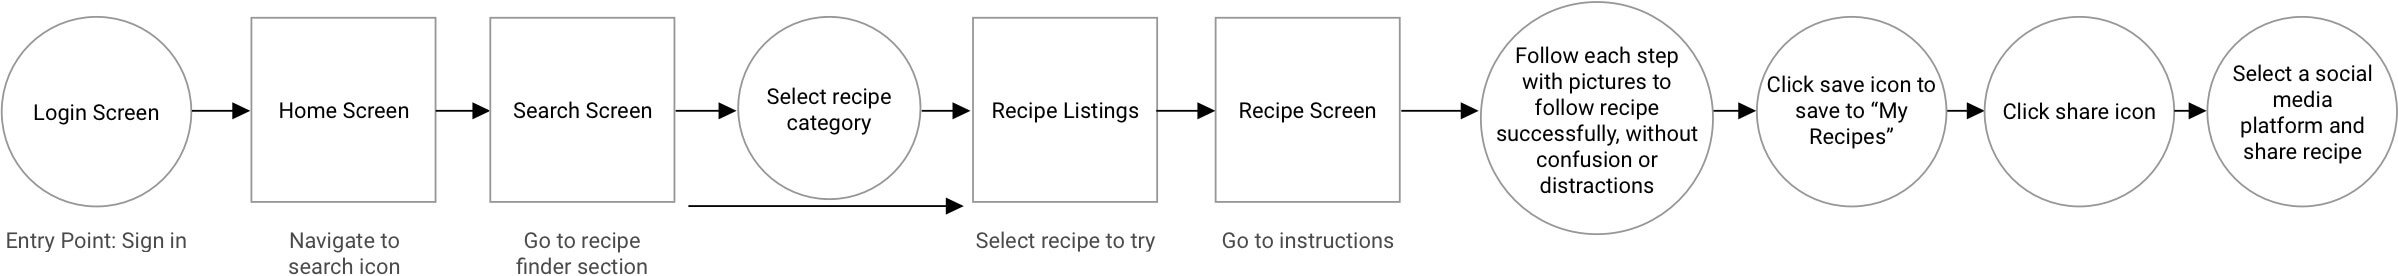 Login Screen
Home Screen
Search Screen
Select recipe
category
Recipe Listings
Recipe Screen
Follow each step
with pictures to
follow recipe
successfully, without
confusion or
distractions
Click save icon to
save to “My
Recipes”
Click share icon
Select a social
media
platform and
share recipe
Entry Point: Sign in
Navigate to
search icon
Go to recipe
finder section
Select recipe to try
Go to instructions